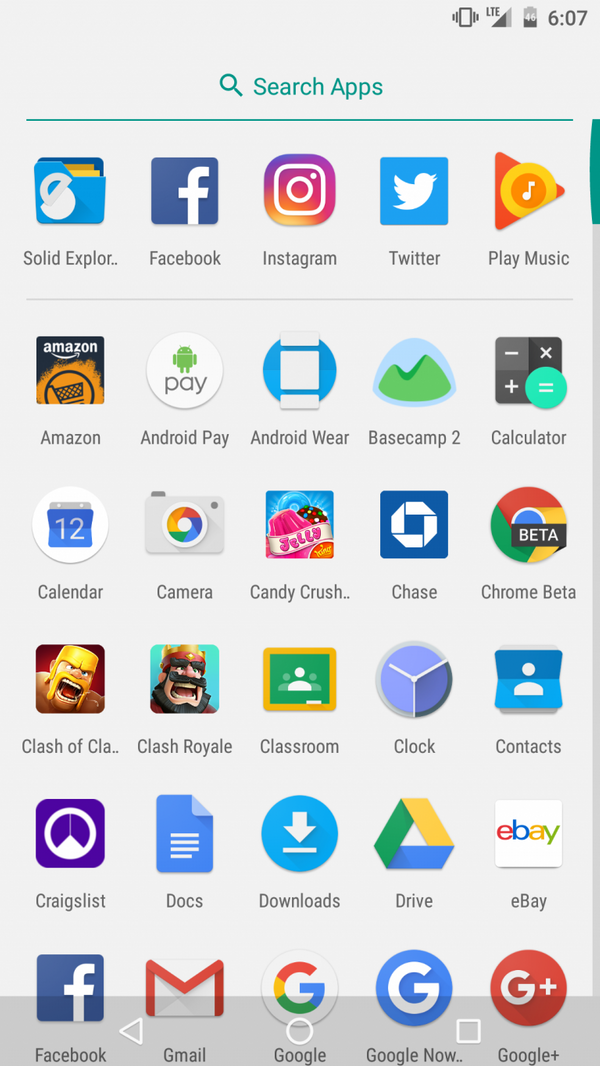 LTE 46 6:07
Search Apps
Solid Explor.. Facebook Instagram Twitter Play Music
amazon
pay
Amazon Android Pay Android Wear Basecamp 2 Calculator
12
Jelly
King
BETA
Calendar Camera Candy Crush.. Chase Chrome Beta
Clash of Cla.. Clash Royale Classroom Clock Contacts
ebay
Craigslist Docs Downloads Drive eBay
G G G+
Facebook Gmail Google Google Now.. Google+